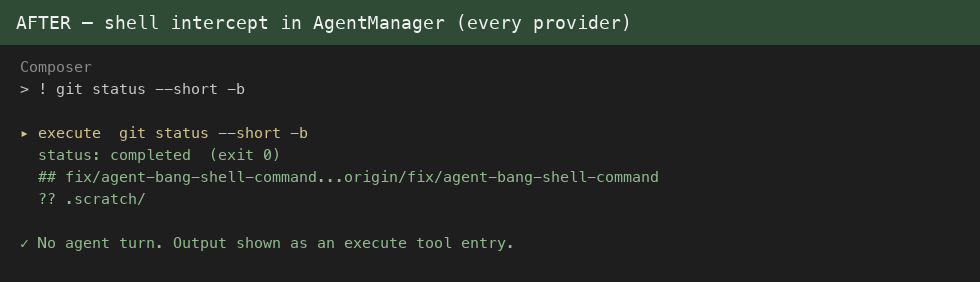 AFTER — shell intercept in AgentManager (every provider)
Composer
> ! git status --short -b
▸ execute  git status --short -b
status: completed  (exit 0)
## fix/agent-bang-shell-command...origin/fix/agent-bang-shell-command
?? .scratch/
✓ No agent turn. Output shown as an execute tool entry.